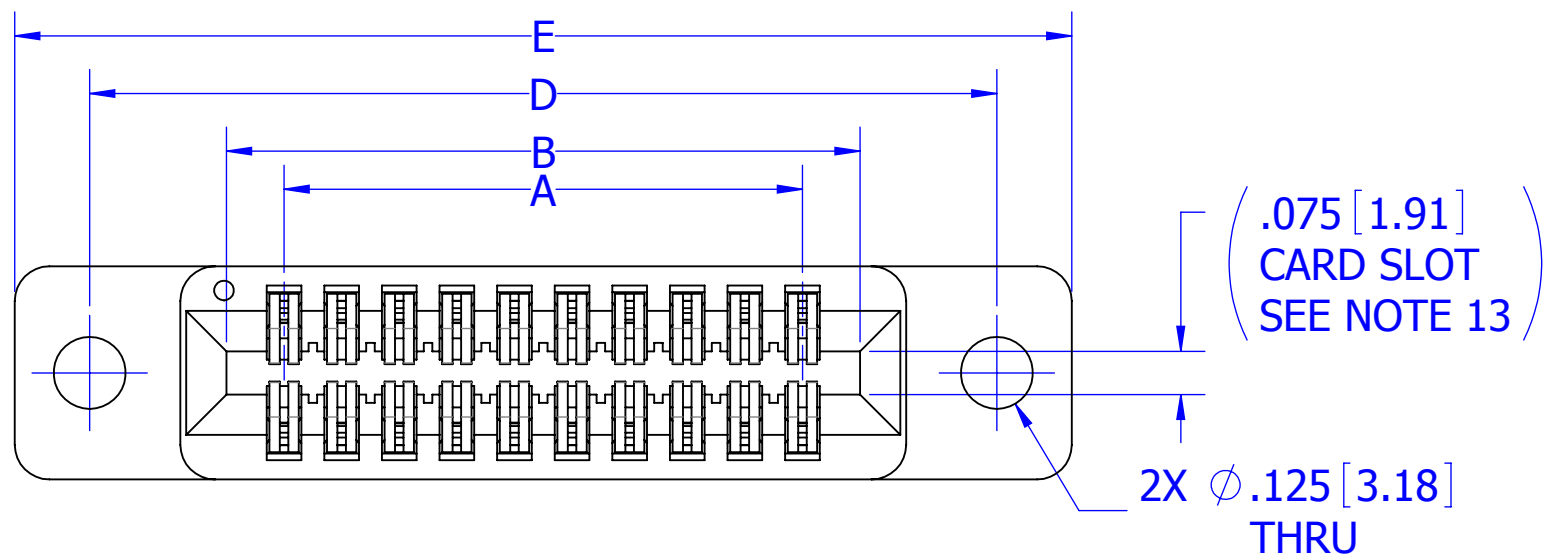 E
D
B
A
.075 [1.91]
CARD SLOT
SEE NOTE 13
2X ⌀.125 [3.18]
THRU